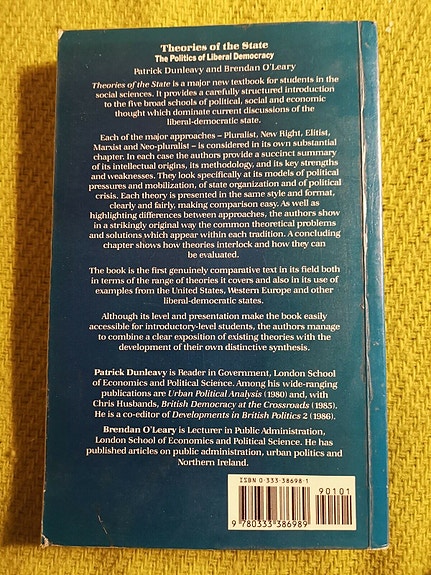 Theories of the State
The Politics of Liberal Democracy
Patrick Dunleavy and Brendan O'Leary
Theories of the State is a major new textbook for students in the
social sciences. It provides a carefully structured introduction
to the five broad schools of political, social and economic
thought which dominate current discussions of the
liberal-democratic state.
Each of the major approaches – Pluralist, New Right, Elitist,
Marxist and Neo-pluralist – is considered in its own substantial
chapter. In each case the authors provide a succinct summary
of its intellectual origins, its methodology, and its key strengths
and weaknesses. They look specifically at its models of political
pressures and mobilization, of state organization and of political
crisis. Each theory is presented in the same style and format,
clearly and fairly, making comparison easy. As well as
highlighting differences between approaches, the authors show
in a strikingly original way the common theoretical problems
and solutions which appear within each tradition. A concluding
chapter shows how theories interlock and how they can
be evaluated.
The book is the first genuinely comparative text in its field both
in terms of the range of theories it covers and also in its use of
examples from the United States, Western Europe and other
liberal-democratic states.
Although its level and presentation make the book easily
accessible for introductory-level students, the authors manage
to combine a clear exposition of existing theories with the
development of their own distinctive synthesis.
Patrick Dunleavy is Reader in Government, London School
of Economics and Political Science. Among his wide-ranging
publications are Urban Political Analysis (1980) and, with
Chris Husbands, British Democracy at the Crossroads (1985).
He is a co-editor of Developments in British Politics 2 (1986).
Brendan O'Leary is Lecturer in Public Administration,
London School of Economics and Political Science. He has
published articles on public administration, urban politics and
Northern Ireland.
ISBN 0-333-38698-1
90101
9 780333 386989